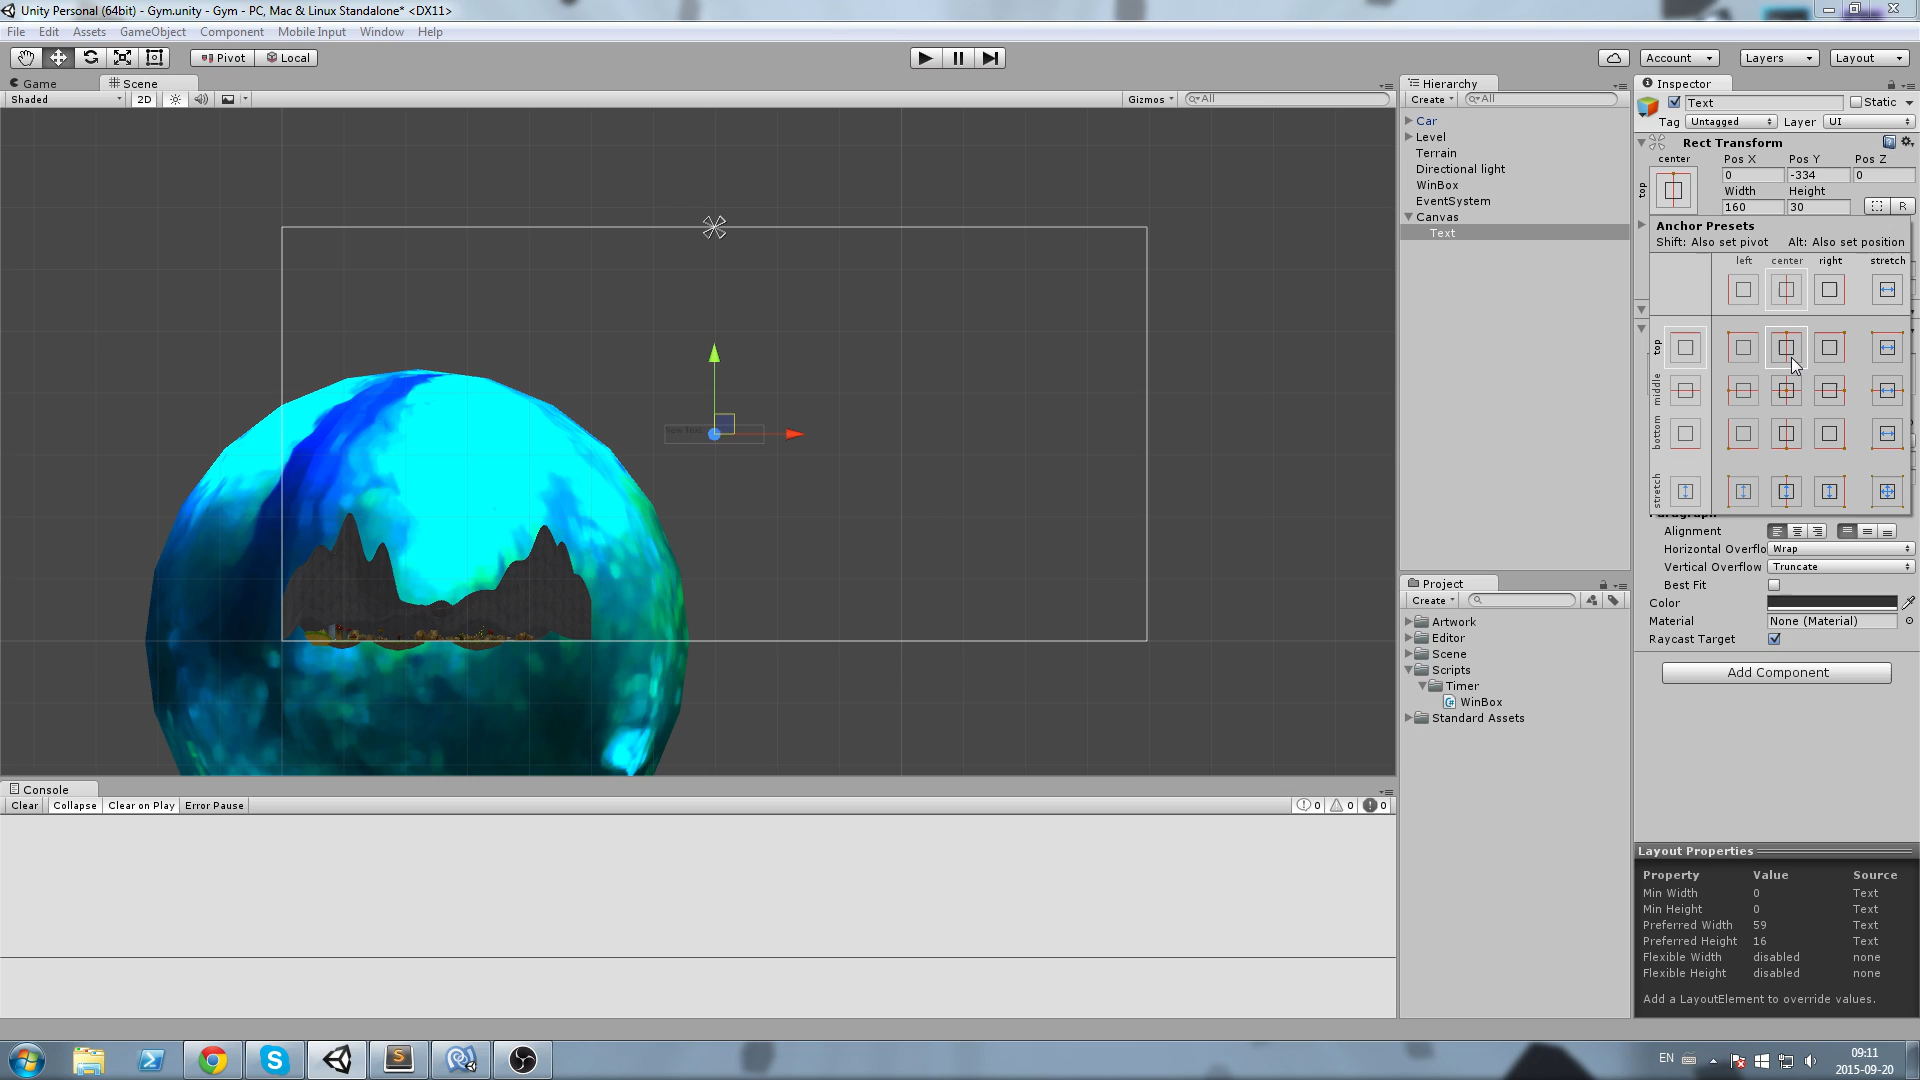 Unity Personal (64bit) - Gym.unity - Gym - PC, Mac & Linux Standalone* <DX11>
File Edit Assets GameObject Component Mobile Input Window Help
Pivot Local Account Layers Layout
Game Scene
Shaded 2D Gizmos All
Hierarchy
Create All
Car
Level
Terrain
Directional light
WinBox
EventSystem
Canvas
Text
Inspector
Text Static
Tag Untagged Layer UI
Rect Transform
center Pos X Pos Y Pos Z
top 0 -334 0
Width Height
160 30 R
Anchor Presets
Shift: Also set pivot Alt: Also set position
left center right stretch
top
middle
bottom
stretch
New Text
Alignment
Horizontal Overflo Wrap
Vertical Overflow Truncate
Best Fit
Color
Material None (Material)
Raycast Target
Add Component
Project
Create
Artwork
Editor
Scene
Scripts
Timer
WinBox
Standard Assets
Console
Clear Collapse Clear on Play Error Pause 0 0 0
Layout Properties
Property Value Source
Min Width 0 Text
Min Height 0 Text
Preferred Width 59 Text
Preferred Height 16 Text
Flexible Width disabled none
Flexible Height disabled none
Add a LayoutElement to override values.
EN 09:11
2015-09-20